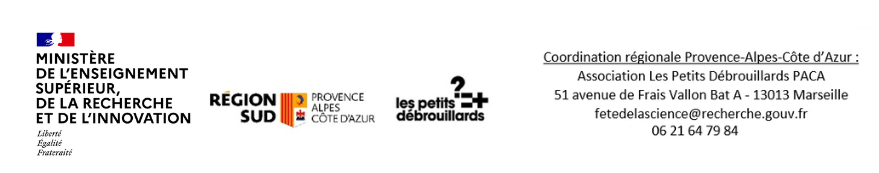 MINISTÈRE
DE L'ENSEIGNEMENT
SUPÉRIEUR,
DE LA RECHERCHE
ET DE L'INNOVATION
Liberté
Égalité
Fraternité
RÉGION
SUD
PROVENCE
ALPES
CÔTE D'AZUR
les petits
débrouillards
Coordination régionale Provence-Alpes-Côte d'Azur :
Association Les Petits Débrouillards PACA
51 avenue de Frais Vallon Bat A - 13013 Marseille
fetedelascience@recherche.gouv.fr
06 21 64 79 84